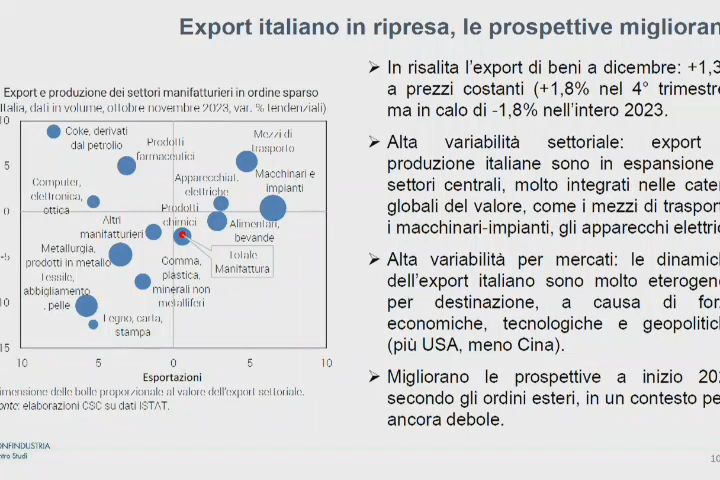 Export italiano in ripresa, le prospettive miglioran
Export e produzione dei settori manifatturieri in ordine sparso
Italia, dati in volume, ottobre novembre 2023, var. % tendenziali)
10
5
0
-5
10
15
Coke, derivati
dal petrolio
Prodotti
farmaceutici
Mezzi di
trasporto
Computer,
elettronica,
ottica
Apparecchiat.
elettriche
Macchinari e
impianti
Altri
manifatturieri
Prodotti
chimici
Alimentari,
bevande
Metallurgia,
prodotti in metallo
Totale
Manifattura
Tessile,
abbigliamento
, pelle
Gomma,
plastica,
minerali non
metalliferi
Legno, carta,
stampa
10 5 0 5 10
Esportazioni
imensione delle bolle proporzionale al valore dell'export settoriale.
onte: elaborazioni CSC su dati ISTAT.
ONFINDUSTRIA
ntro Studi
➢ In risalita l'export di beni a dicembre: +1,3
a prezzi costanti (+1,8% nel 4° trimestre
ma in calo di -1,8% nell'intero 2023.
➢ Alta variabilità settoriale: export
produzione italiane sono in espansione
settori centrali, molto integrati nelle cater
globali del valore, come i mezzi di trasport
i macchinari-impianti, gli apparecchi elettric
➢ Alta variabilità per mercati: le dinamich
dell'export italiano sono molto eterogene
per destinazione, a causa di forz
economiche, tecnologiche e geopolitich
(più USA, meno Cina).
➢ Migliorano le prospettive a inizio 202
secondo gli ordini esteri, in un contesto pe
ancora debole.
10